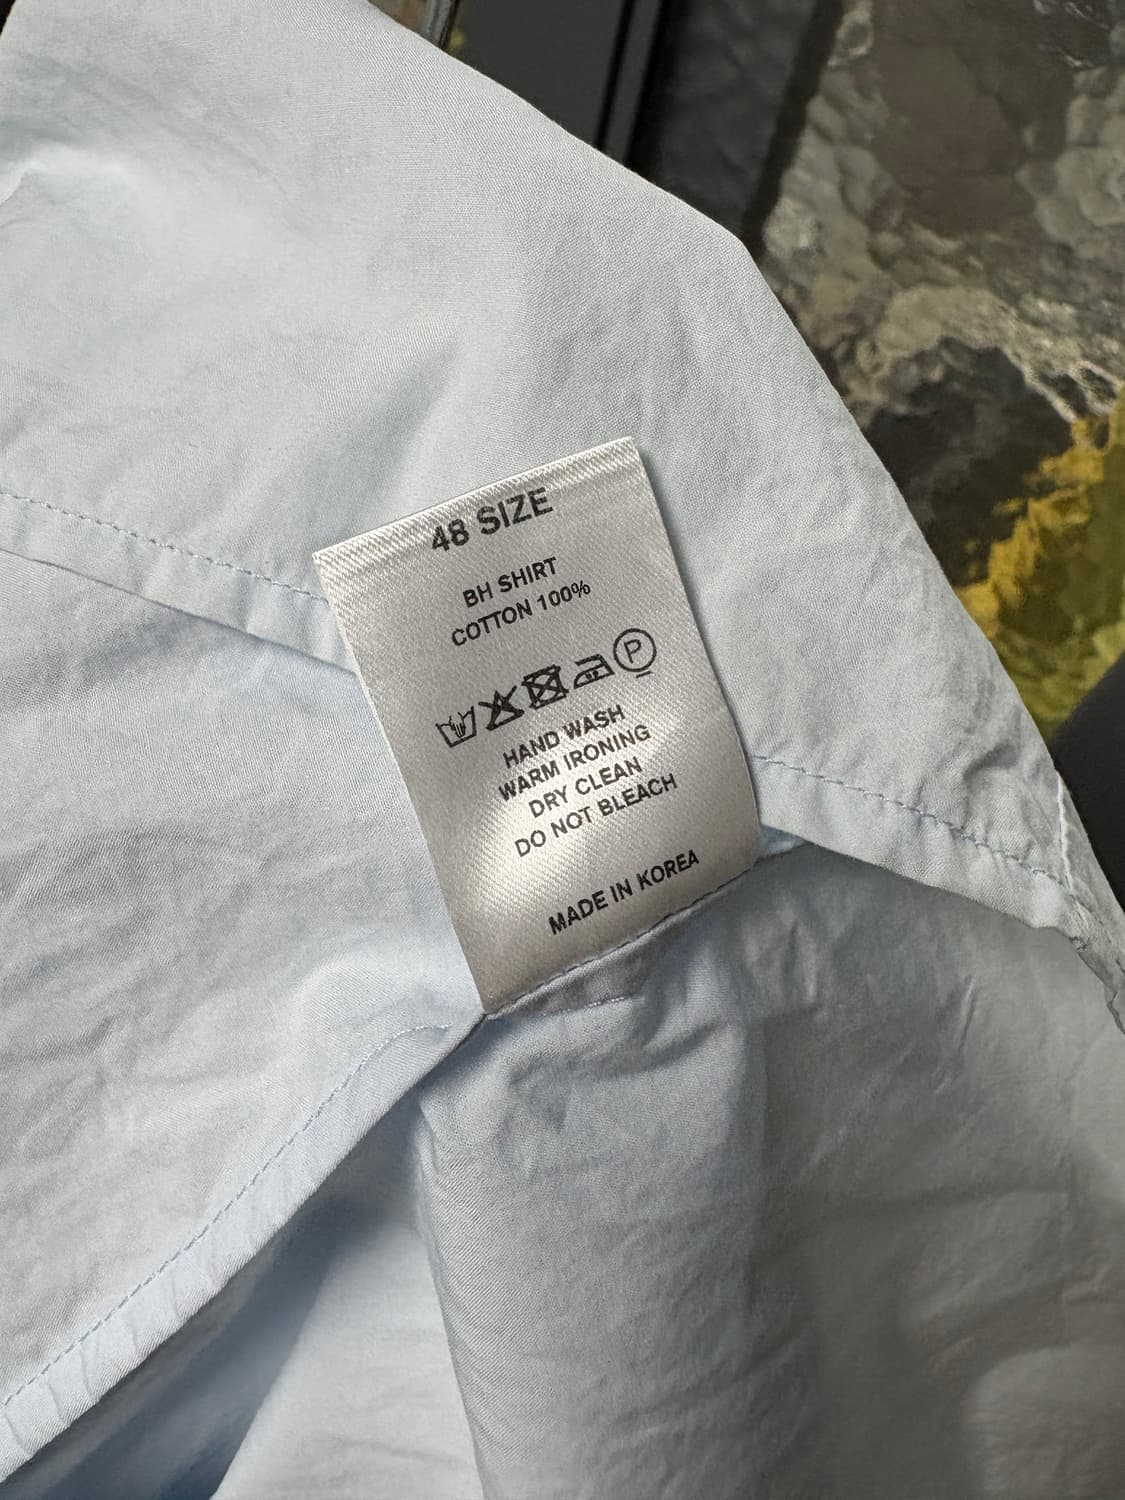 48 SIZE
BH SHIRT
COTTON 100%
P
HAND WASH
WARM IRONING
DRY CLEAN
DO NOT BLEACH
MADE IN KOREA